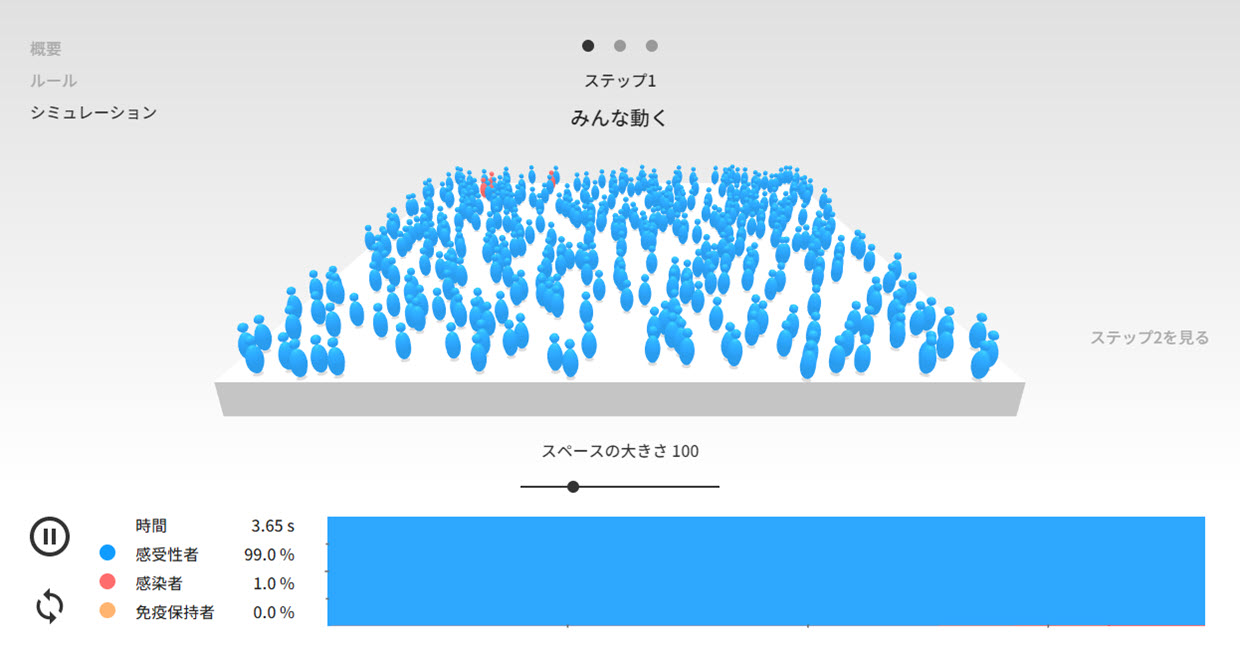 概要
ルール
シミュレーション
ステップ1
みんな動く
ステップ2を見る
スペースの大きさ 100
時間 3.65 s
感受性者 99.0 %
感染者 1.0 %
免疫保持者 0.0 %